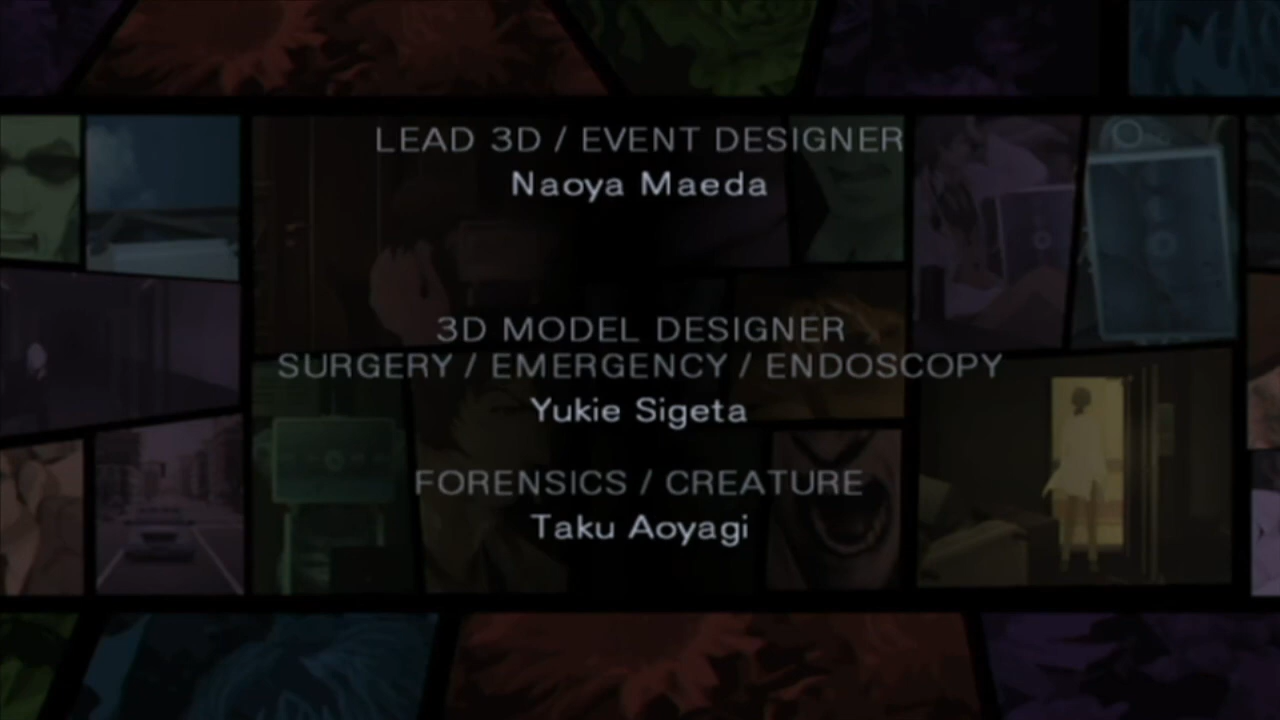 LEAD 3D / EVENT DESIGNER
Naoya Maeda
3D MODEL DESIGNER
SURGERY / EMERGENCY / ENDOSCOPY
Yukie Sigeta
FORENSICS / CREATURE
Taku Aoyagi